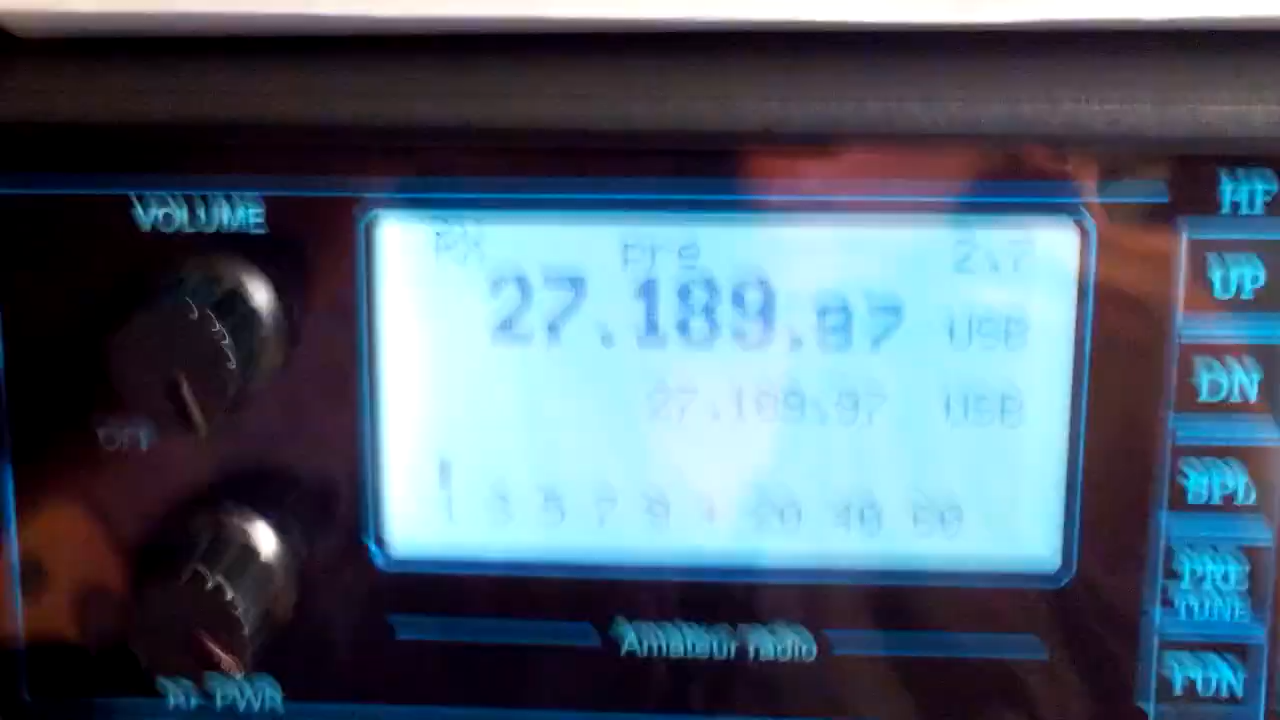 VOLUME
OFF
RF PWR
RX pre 2.7
27.189.97 USB
27.189.97 USB
1 3 5 7 9 + 20 40 60
Amateur radio
HF
UP
DN
SPL
PRE
TUNE
FUN